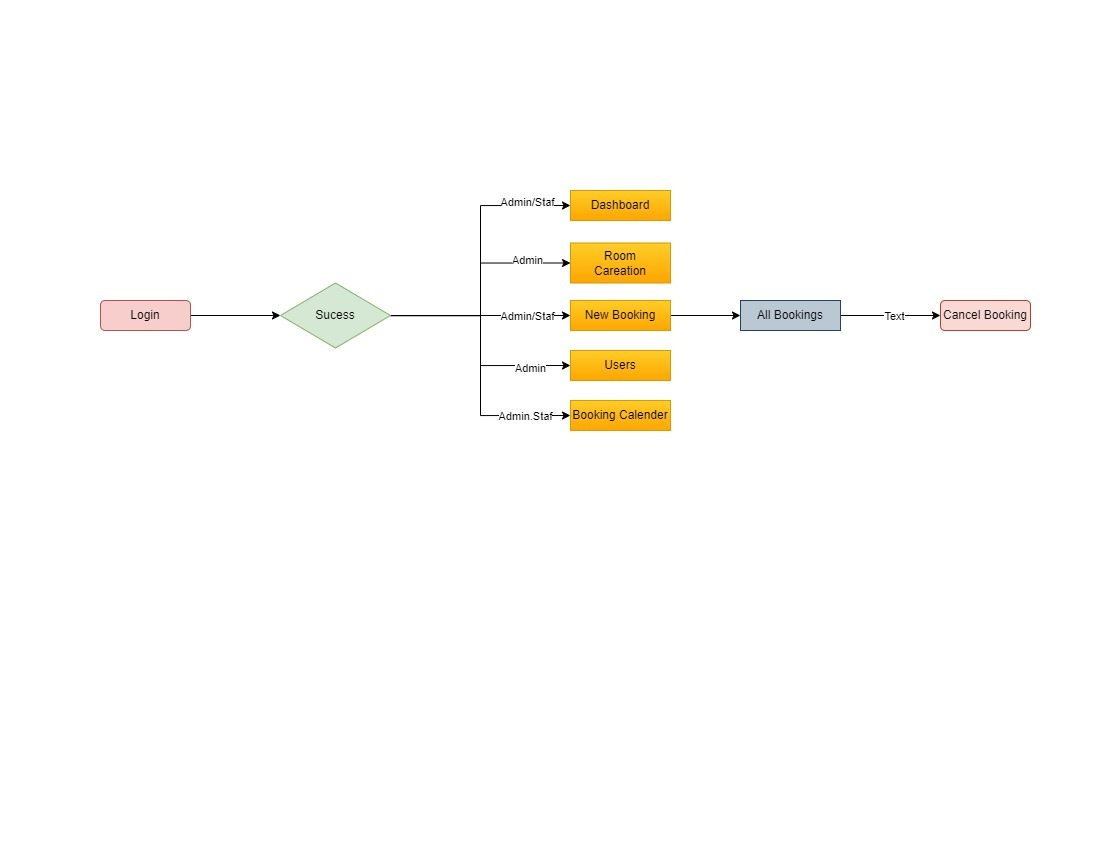 Admin/Staf
Dashboard
Admin
Room
Careation
Login
Sucess
Admin/Staf
New Booking
All Bookings
Text
Cancel Booking
Admin
Users
Admin.Staf
Booking Calender